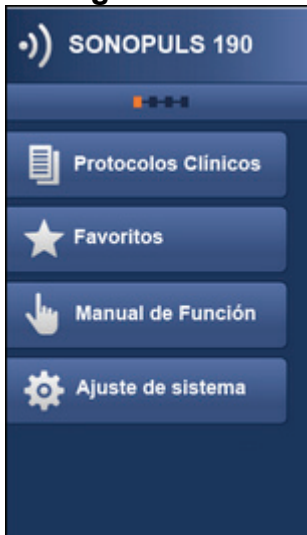 SONOPULS 190
Protocolos Clínicos
Favoritos
Manual de Función
Ajuste de sistema